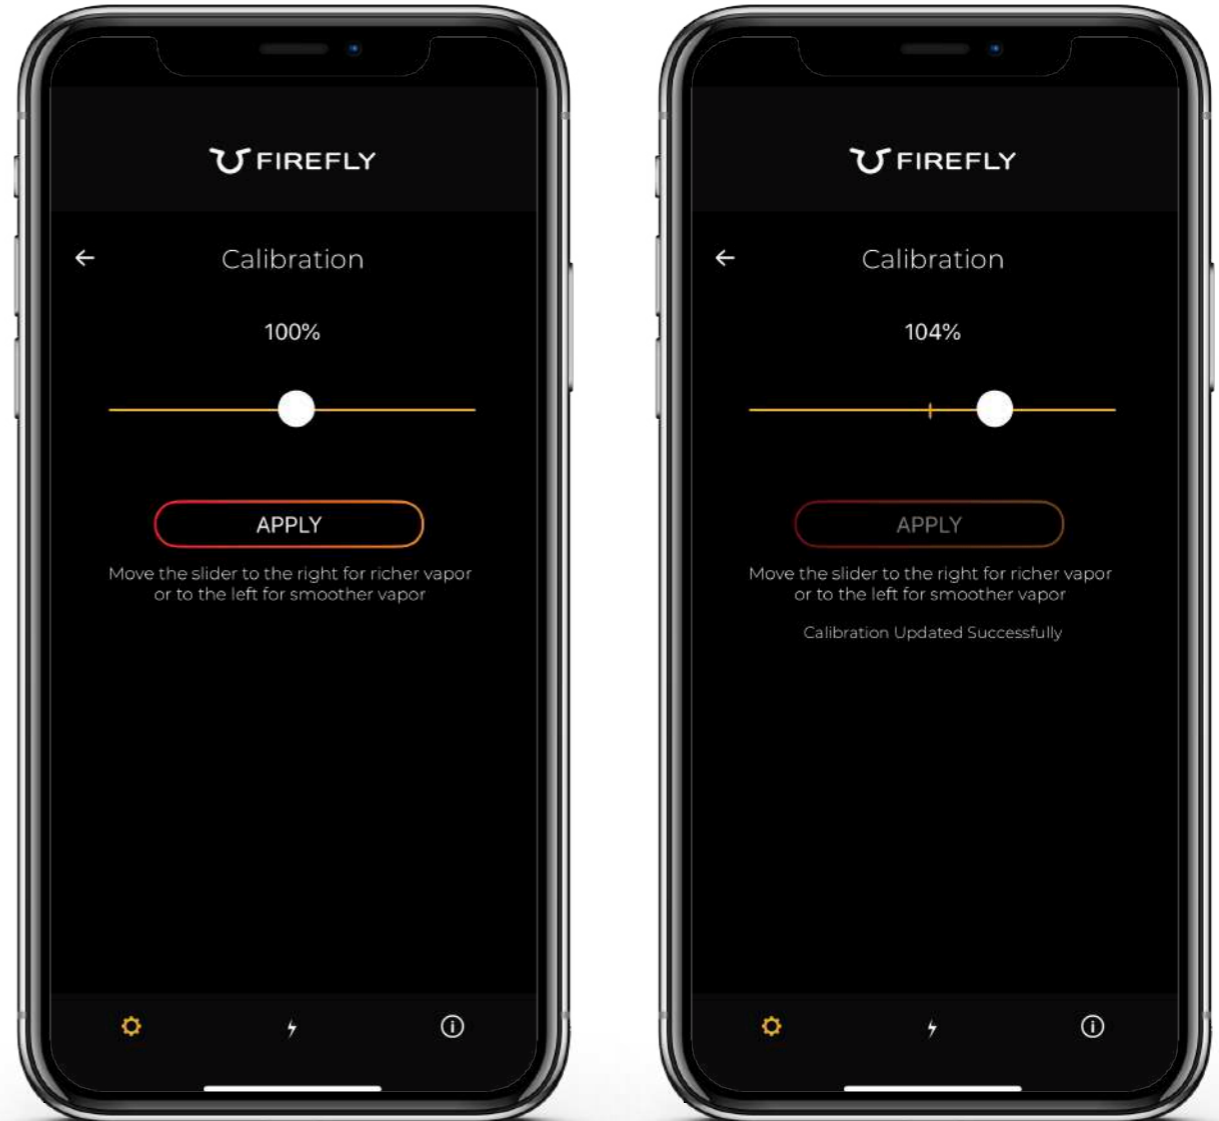 FIREFLY
Calibration
100%
APPLY
Move the slider to the right for richer vapor
or to the left for smoother vapor
FIREFLY
Calibration
104%
APPLY
Move the slider to the right for richer vapor
or to the left for smoother vapor
Calibration Updated Successfully